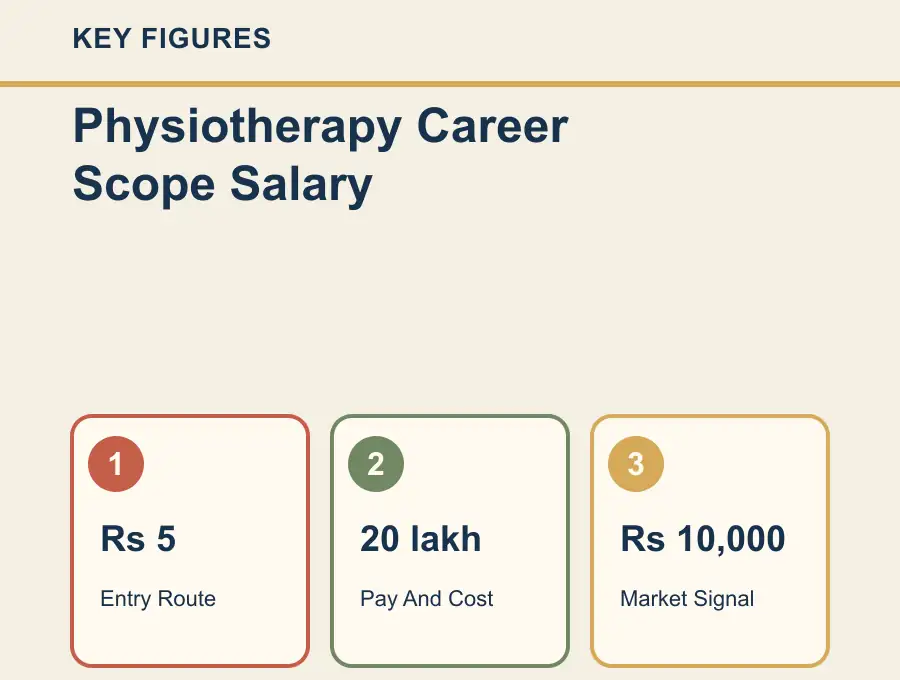 KEY FIGURES
Physiotherapy Career
Scope Salary
1
Rs 5
Entry Route
2
20 lakh
Pay And Cost
3
Rs 10,000
Market Signal